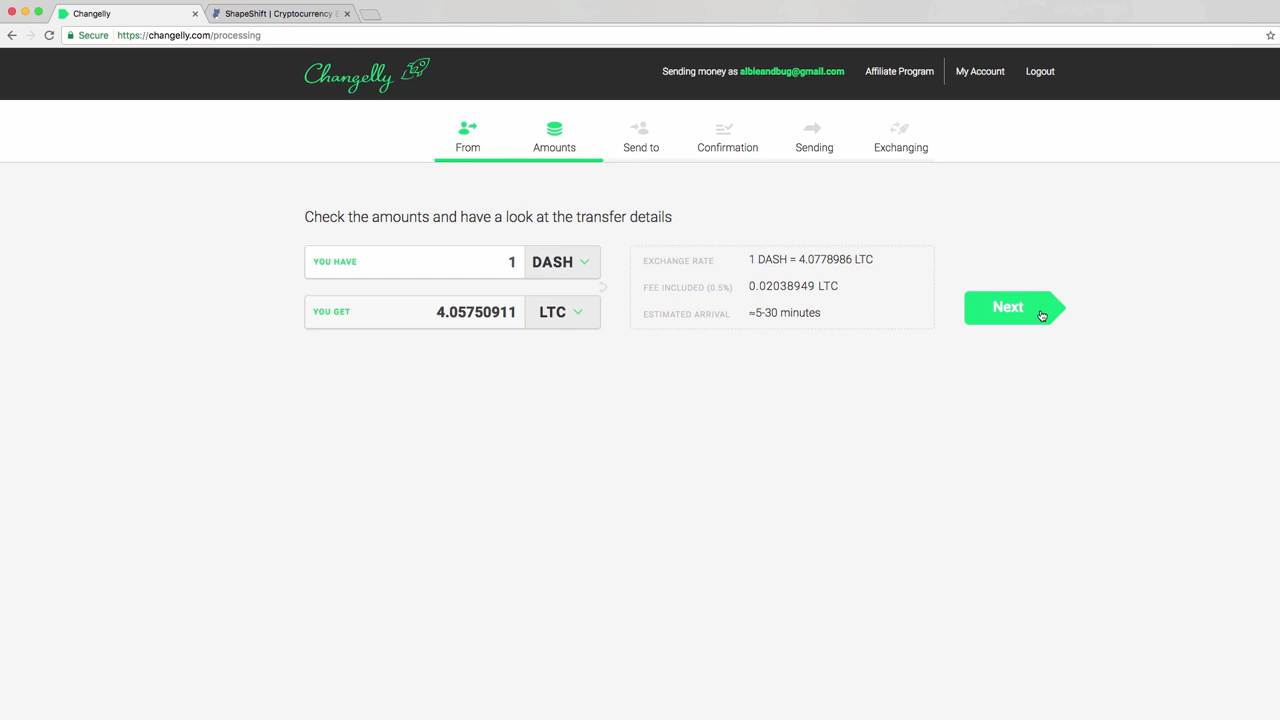 Changelly
ShapeShift | Cryptocurrency E
Secure https://changelly.com/processing
Changelly
Sending money as albieandbug@gmail.com Affiliate Program My Account Logout
From Amounts Send to Confirmation Sending Exchanging
Check the amounts and have a look at the transfer details
YOU HAVE 1 DASH
EXCHANGE RATE 1 DASH = 4.0778986 LTC
FEE INCLUDED (0.5%) 0.02038949 LTC
YOU GET 4.05750911 LTC
ESTIMATED ARRIVAL ≈5-30 minutes
Next